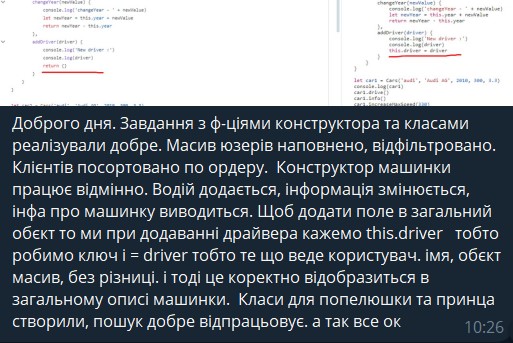 changeYear(newValue) {
console.log('changeYear - ' + newValue)
let newYear = this.year + newValue
return newYear - this.year
},
addDriver(driver) {
console.log('New driver :')
console.log(driver)
return {}
}
changeYear(newValue) {
console.log('changeYear - ' + newValue)
let newYear = this.year + newValue
return newYear - this.year
},
addDriver(driver) {
console.log('New driver :')
console.log(driver)
this.driver = driver
}
}
}
let car1 = Cars('audi', 'Audi A6', 2010, 300, 3.3)
console.log(car1)
car1.drive()
car1.info()
car1.increaseMaxSpeed(330)
Доброго дня. Завдання з ф-ціями конструктора та класами
реалізували добре. Масив юзерів наповнено, відфільтровано.
Клієнтів посортовано по ордеру. Конструктор машинки
працює відмінно. Водій додається, інформація змінюється,
інфа про машинку виводиться. Щоб додати поле в загальний
обєкт то ми при додаванні драйвера кажемо this.driver тобто
робимо ключ і = driver тобто те що веде користувач. імя, обєкт
масив, без різниці. і тоді це коректно відобразиться в
загальному описі машинки. Класи для попелюшки та принца
створили, пошук добре відпрацьовує. а так все ок
10:26